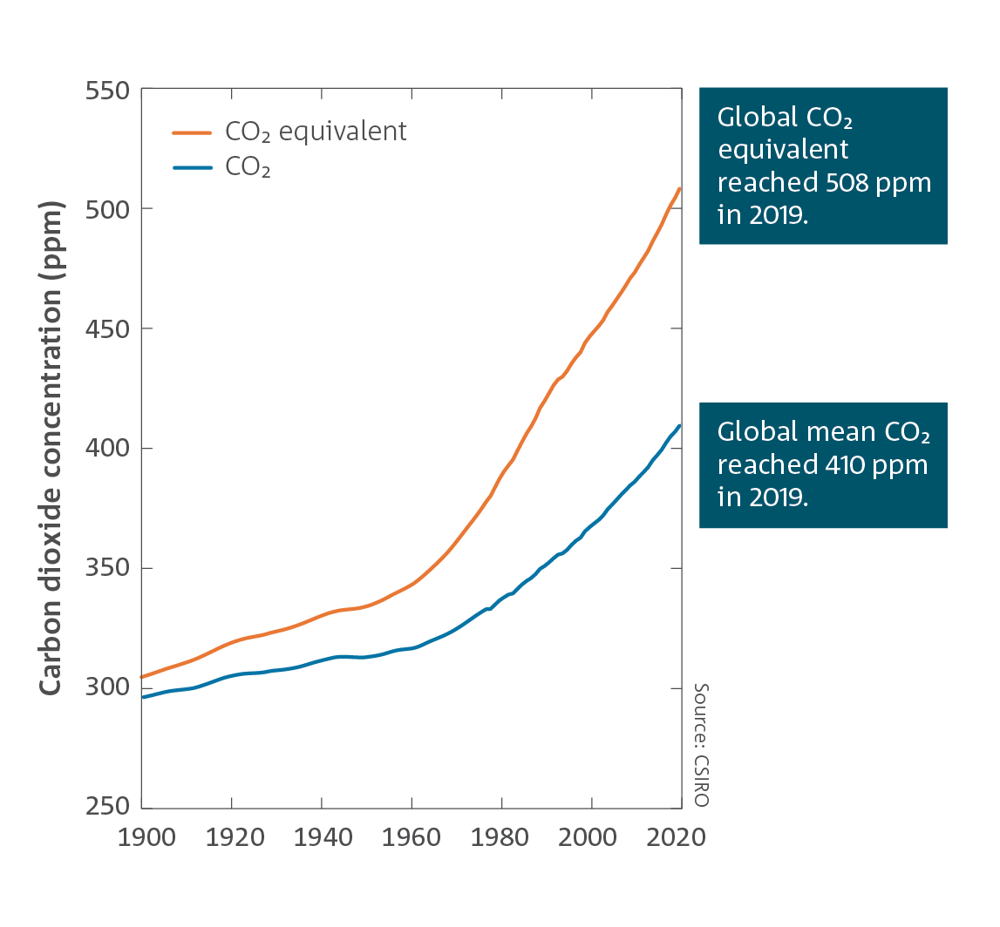 550
500
450
400
350
300
250
Carbon dioxide concentration (ppm)
CO₂ equivalent
CO₂
1900 1920 1940 1960 1980 2000 2020
Global CO₂
equivalent
reached 508 ppm
in 2019.
Global mean CO₂
reached 410 ppm
in 2019.
Source: CSIRO